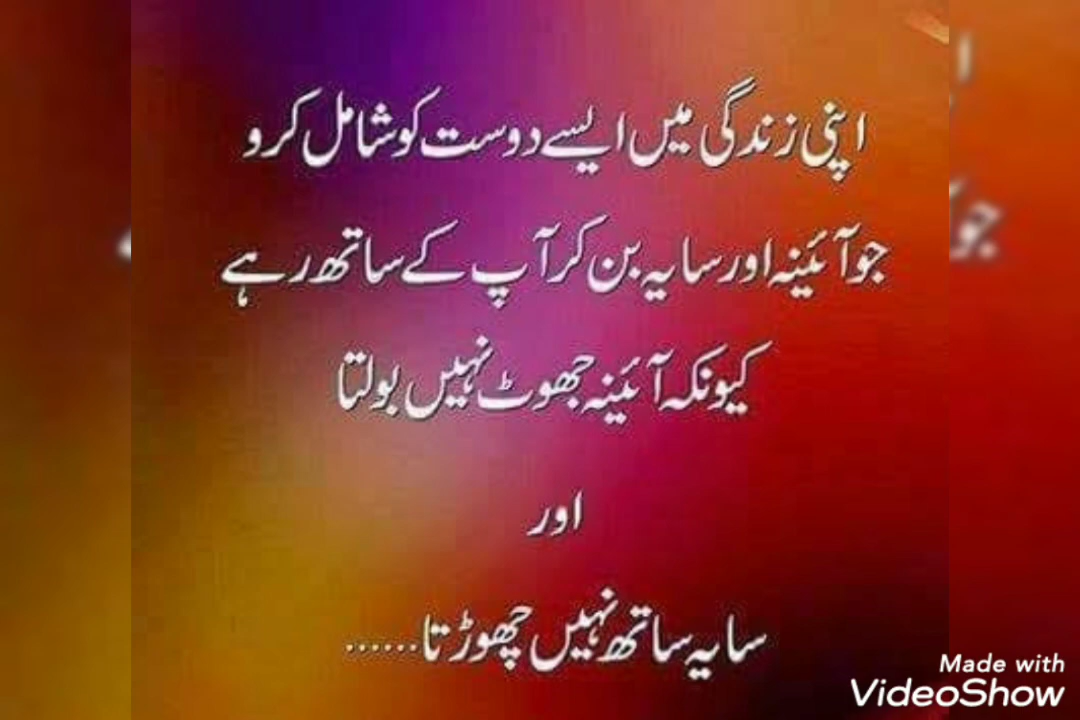 اپنی زندگی میں ایسے دوست کو شامل کرو
جو آئینہ اور سایہ بن کر آپ کے ساتھ رہے
کیونکہ آئینہ جھوٹ نہیں بولتا
اور
سایہ ساتھ نہیں چھوڑتا......
Made with
VideoShow